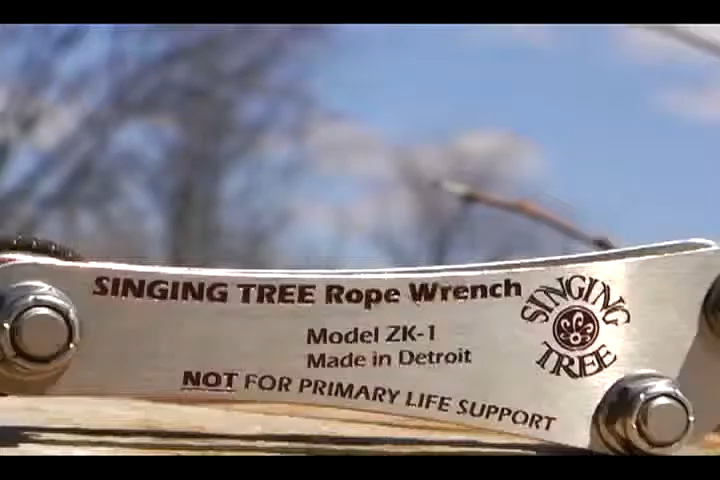 SINGING TREE Rope Wrench
Model ZK-1
Made in Detroit
NOT FOR PRIMARY LIFE SUPPORT
SINGING
TREE